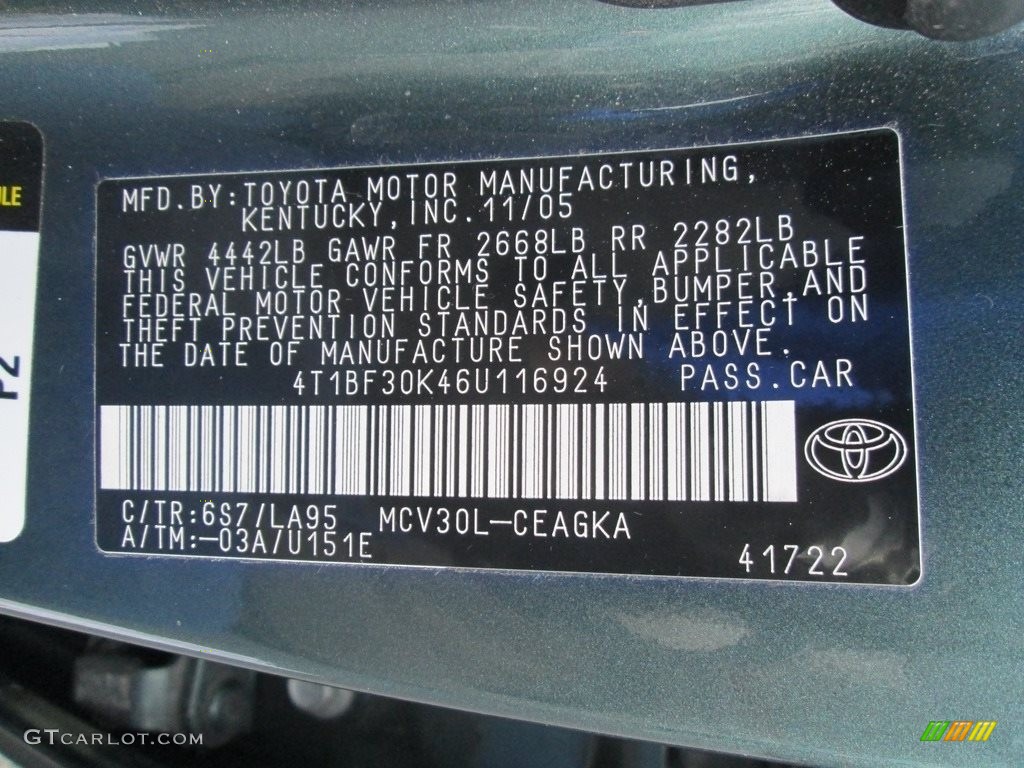 MFD.BY:TOYOTA MOTOR MANUFACTURING,
KENTUCKY,INC.11/05
GVWR 4442LB GAWR FR 2668LB RR 2282LB
THIS VEHICLE CONFORMS TO ALL APPLICABLE
FEDERAL MOTOR VEHICLE SAFETY,BUMPER,AND
THEFT PREVENTION STANDARDS IN EFFECT ON
THE DATE OF MANUFACTURE SHOWN ABOVE.
4T1BF30K46U116924 PASS.CAR
C/TR:6S7/LA95 MCV30L-CEAGKA
A/TM:-03A/U151E
41722
GTCARLOT.COM